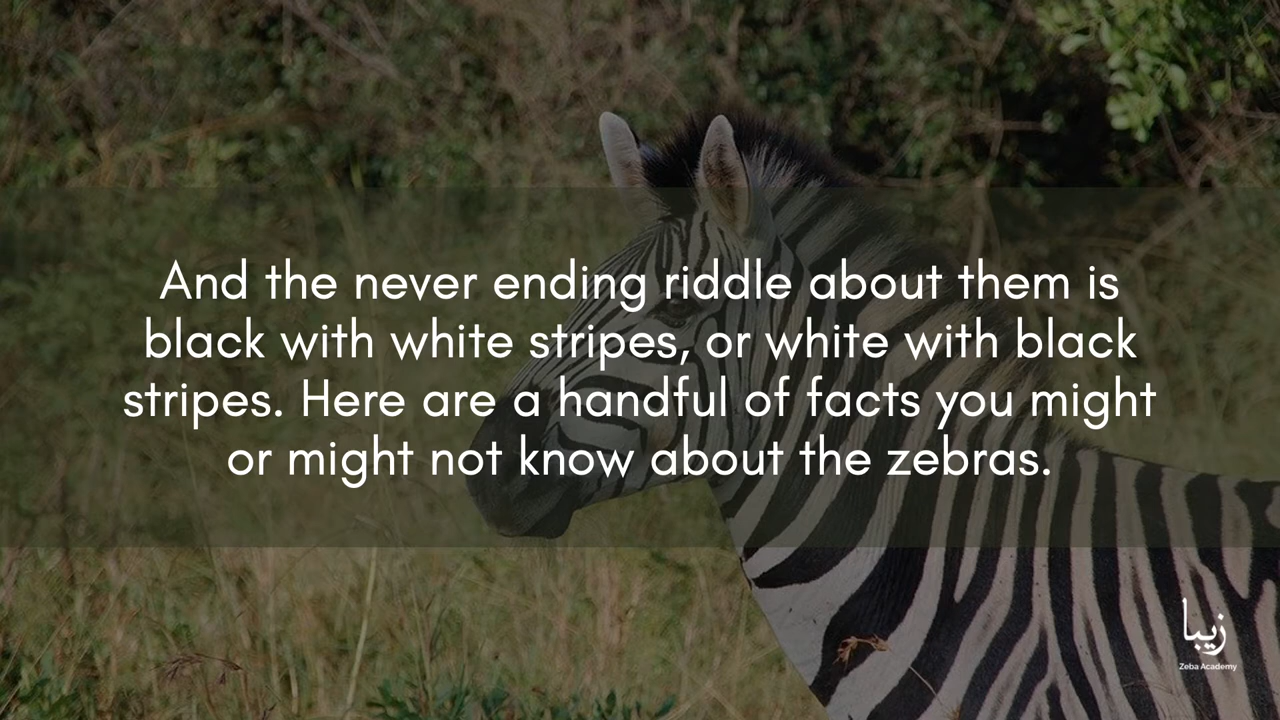 And the never ending riddle about them is
black with white stripes, or white with black
stripes. Here are a handful of facts you might
or might not know about the zebras.
زیبا
Zeba Academy